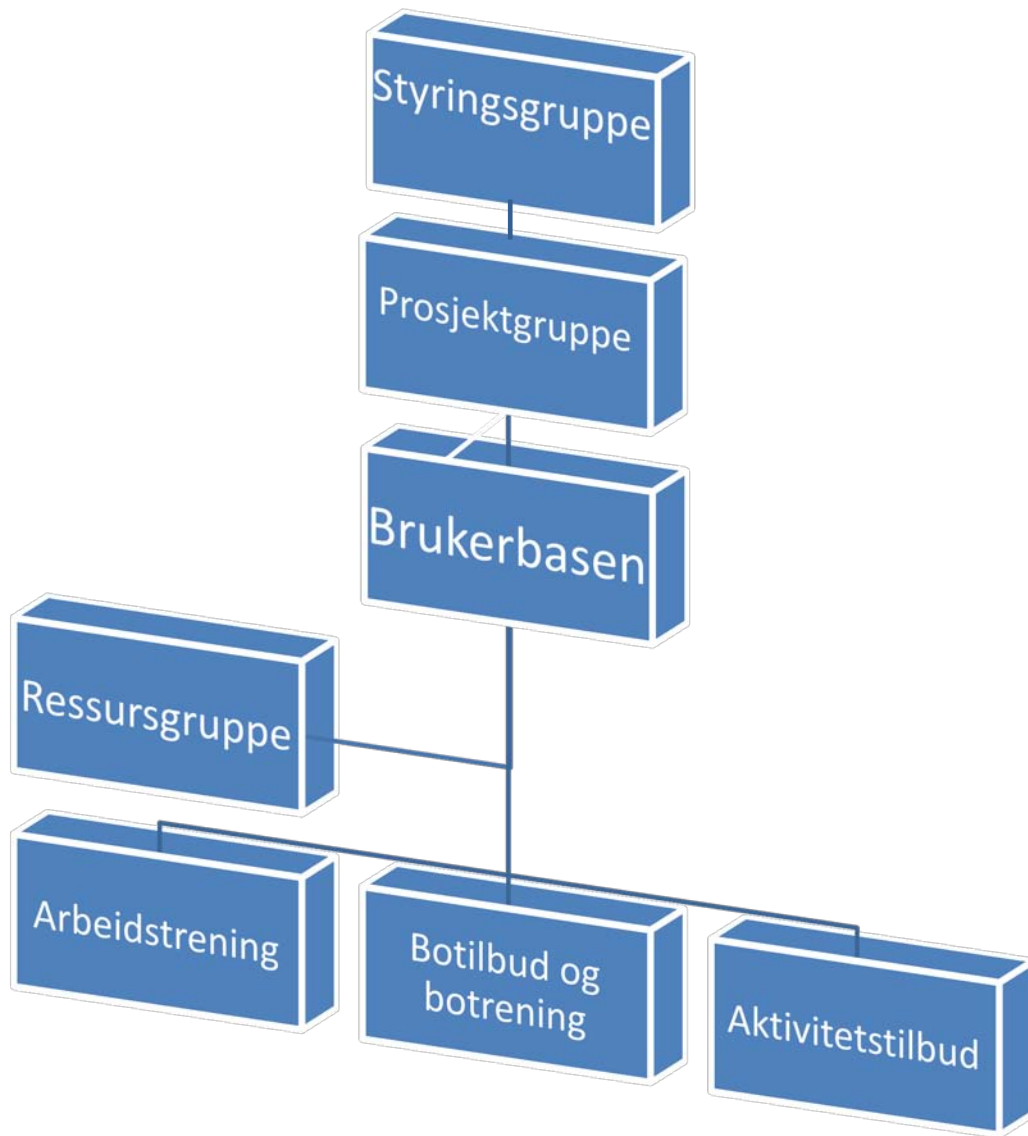 Styringsgruppe
Prosjektgruppe
Brukerbasen
Ressursgruppe
Arbeidstrening
Botilbud og
botrening
Aktivitetstilbud